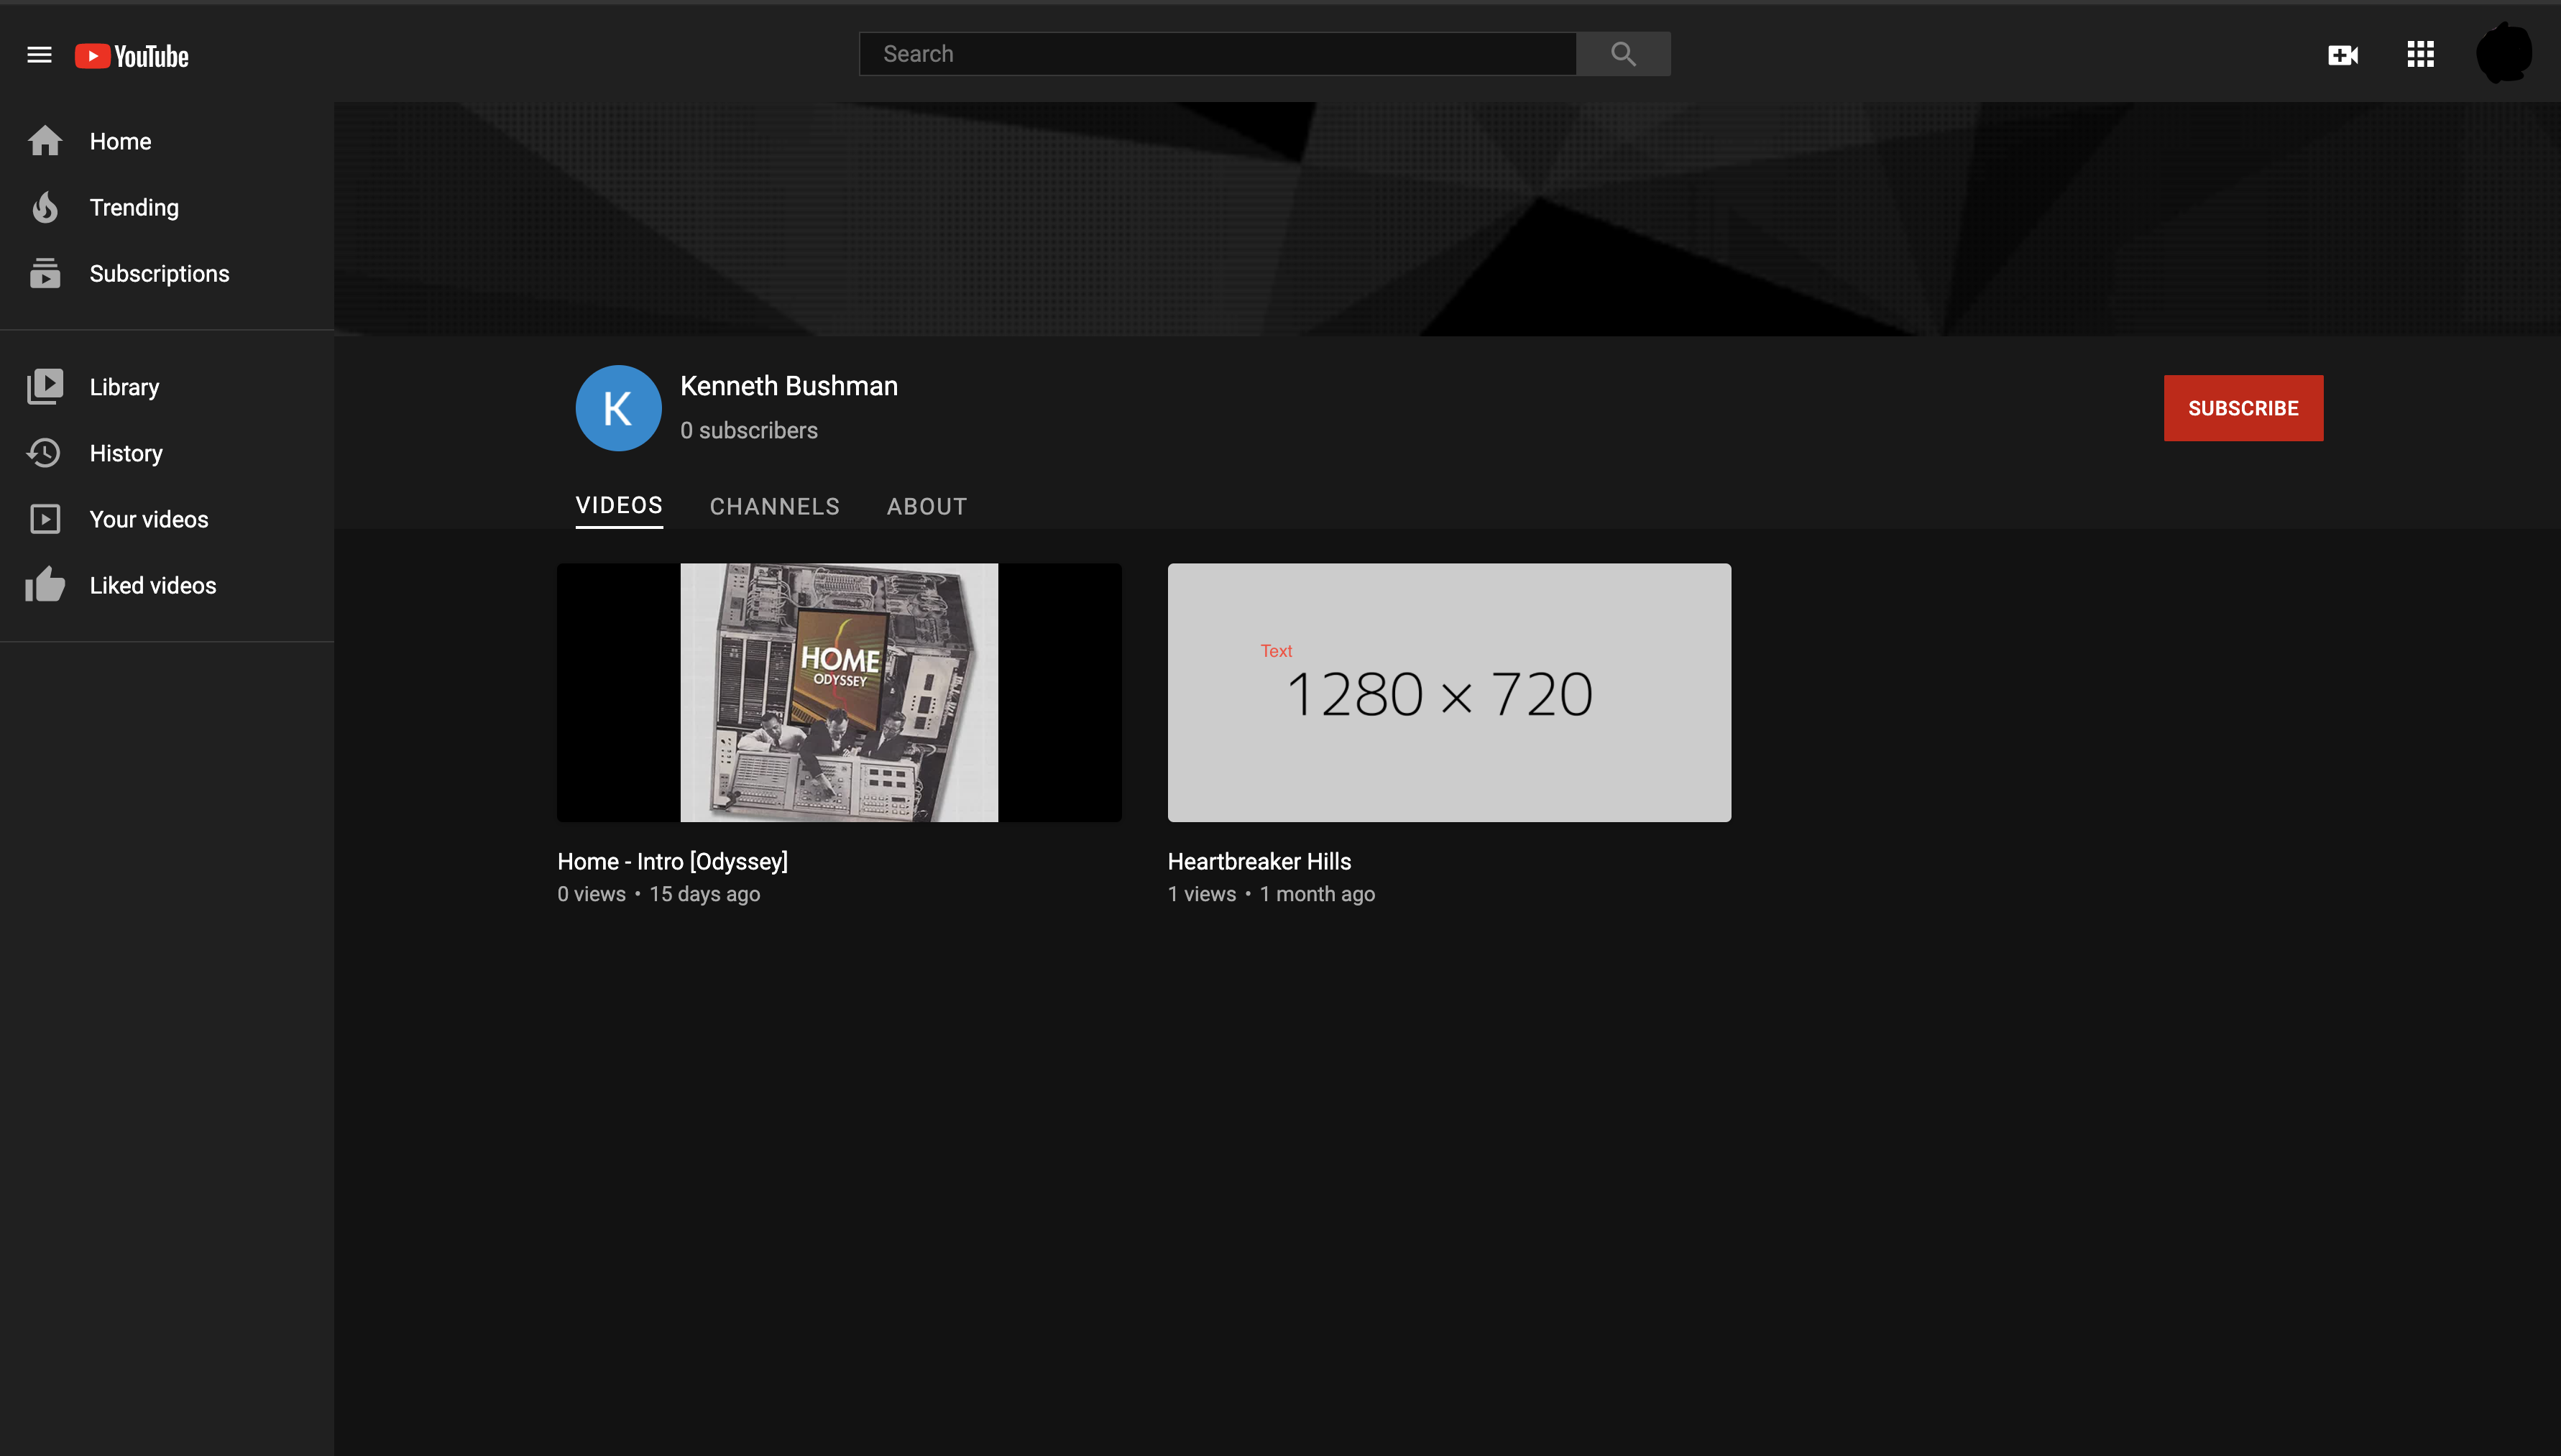 YouTube
Search
Home
Trending
Subscriptions
Library
History
Your videos
Liked videos
K
Kenneth Bushman
0 subscribers
SUBSCRIBE
VIDEOS CHANNELS ABOUT
HOME
ODYSSEY
Text
1280 × 720
Home - Intro [Odyssey]
0 views • 15 days ago
Heartbreaker Hills
1 views • 1 month ago